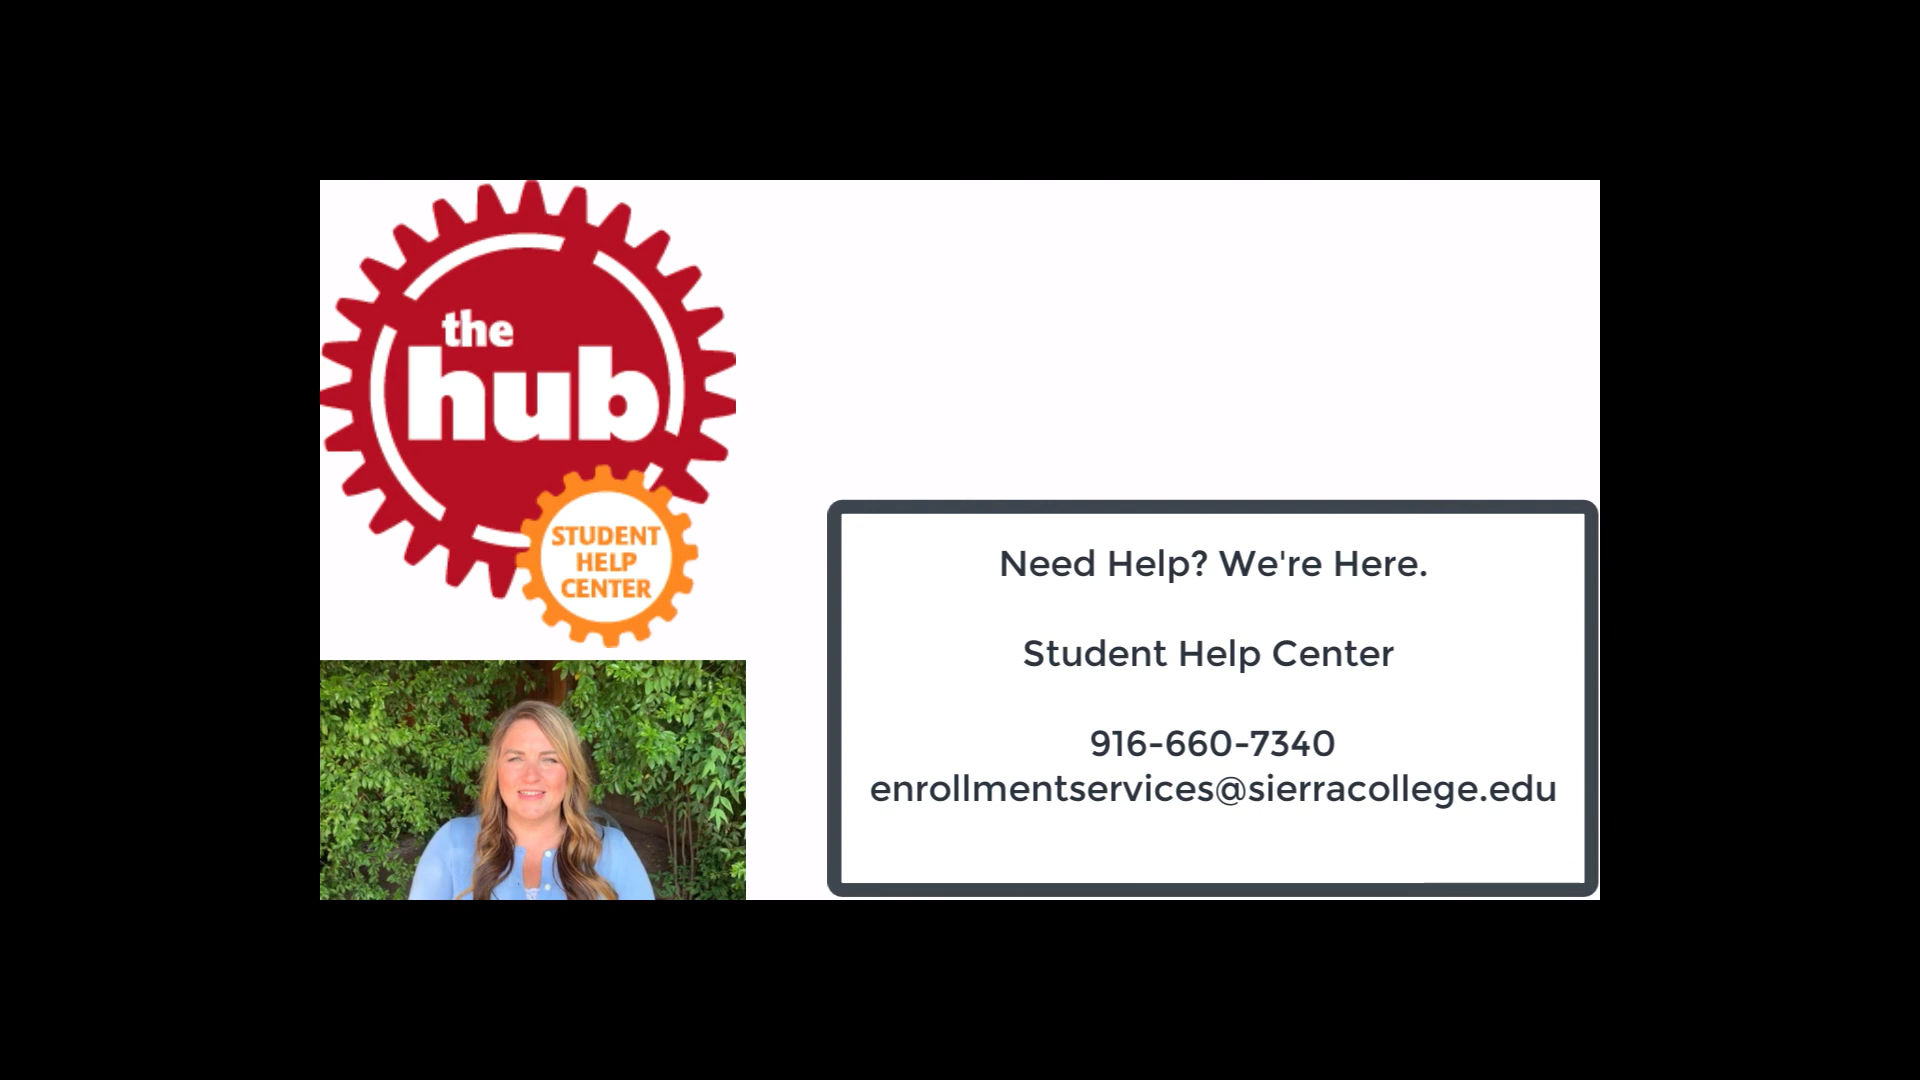 the
hub
STUDENT
HELP
CENTER
Need Help? We're Here.
Student Help Center
916-660-7340
enrollmentservices@sierracollege.edu